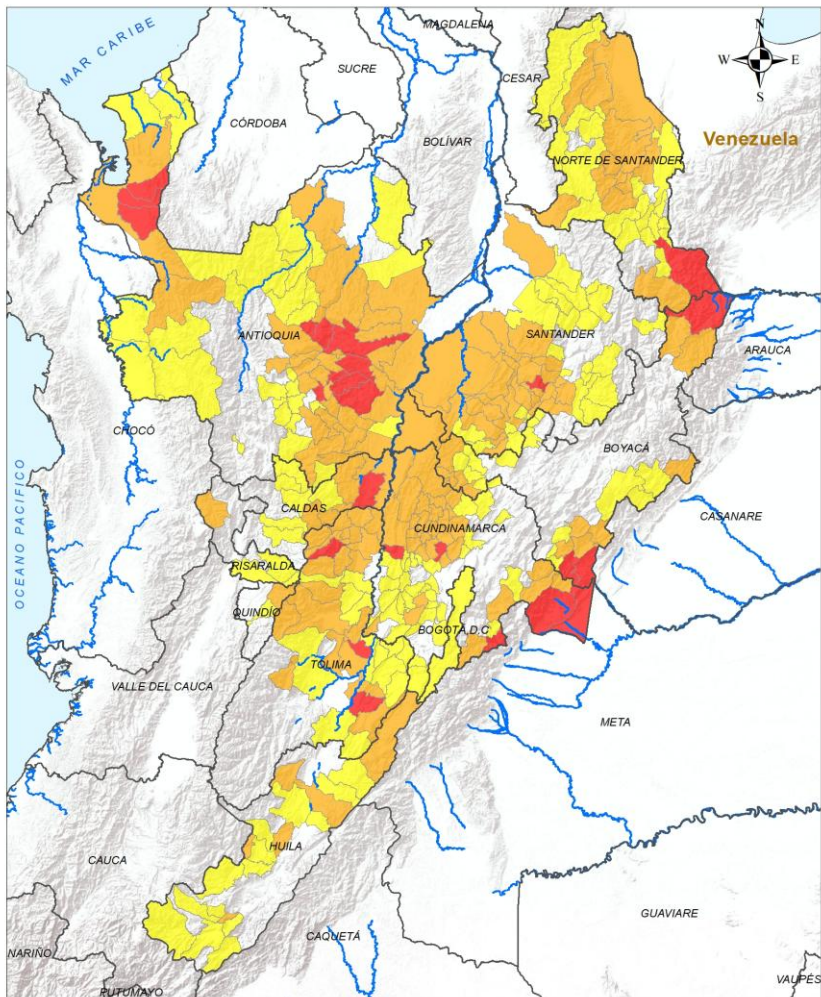 MAGDALENA
MAR CARIBE
N
W E
S
SUCRE
CESAR
CÓRDOBA
BOLÍVAR
Venezuela
NORTE DE SANTANDER
ANTIOQUIA
SANTANDER
ARAUCA
CHOCÓ
BOYACÁ
OCEANO PACIFICO
CALDAS
CASANARE
CUNDINAMARCA
RISARALDA
QUINDÍO
BOGOTÁ, D.C
TOLIMA
VALLE DEL CAUCA
META
HUILA
CAUCA
GUAVIARE
NARIÑO
CAQUETÁ
VAUPÉS
PUTUMAYO